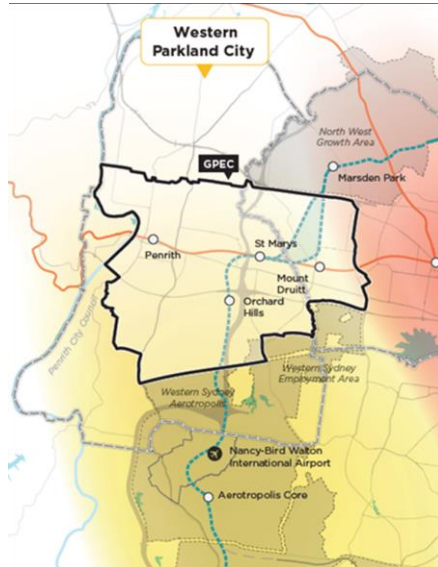 Western
Parkland City
North West
Growth Area
GPEC
Marsden Park
St Marys
Penrith
Mount
Druitt
Orchard
Hills
Penrith City Council
Western Sydney
Employment Area
Western Sydney
Aerotropolis
Nancy-Bird Walton
International Airport
Aerotropolis Core